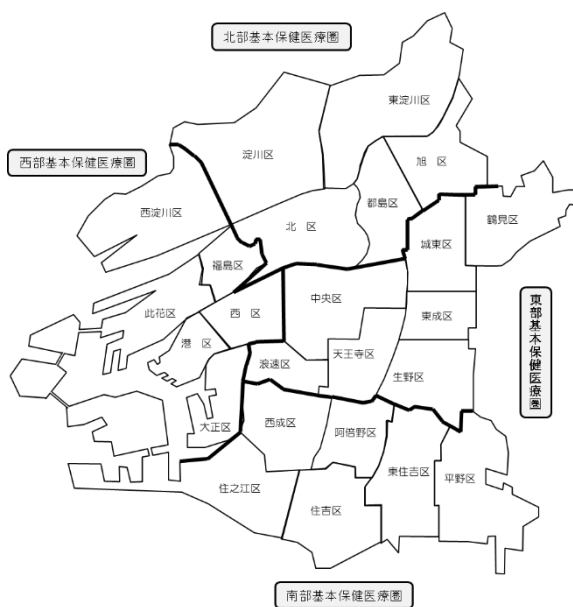 北部基本保健医療圏
東淀川区
淀川区
旭　区
西部基本保健医療圏
都島区
西淀川区
鶴見区
北　区
城東区
福島区
中央区
此花区
西　区
東成区
港　区
天王寺区
浪速区
生野区
東部基本保健医療圏
大正区
西成区
阿倍野区
東住吉区
平野区
住之江区
住吉区
南部基本保健医療圏